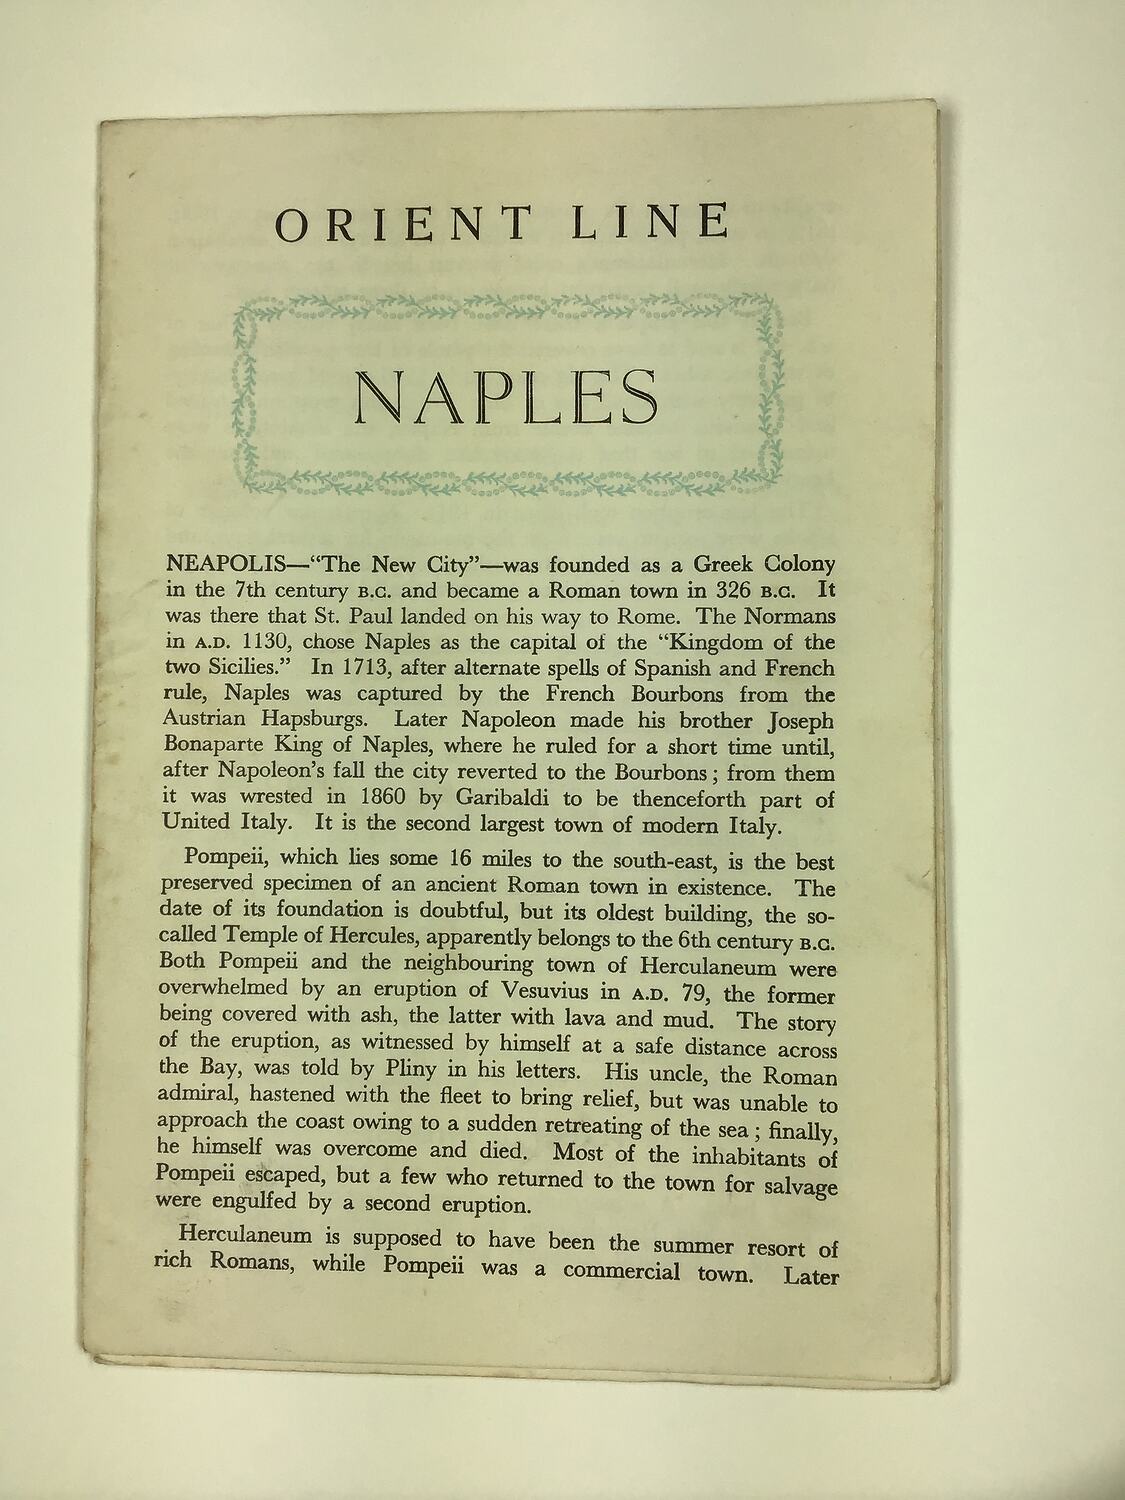 ORIENT LINE
NAPLES
NEAPOLIS—“The New City”—was founded as a Greek Colony
in the 7th century B.C. and became a Roman town in 326 B.C. It
was there that St. Paul landed on his way to Rome. The Normans
in A.D. 1130, chose Naples as the capital of the “Kingdom of the
two Sicilies.” In 1713, after alternate spells of Spanish and French
rule, Naples was captured by the French Bourbons from the
Austrian Hapsburgs. Later Napoleon made his brother Joseph
Bonaparte King of Naples, where he ruled for a short time until,
after Napoleon’s fall the city reverted to the Bourbons; from them
it was wrested in 1860 by Garibaldi to be thenceforth part of
United Italy. It is the second largest town of modern Italy.
Pompeii, which lies some 16 miles to the south-east, is the best
preserved specimen of an ancient Roman town in existence. The
date of its foundation is doubtful, but its oldest building, the so-
called Temple of Hercules, apparently belongs to the 6th century B.C.
Both Pompeii and the neighbouring town of Herculaneum were
overwhelmed by an eruption of Vesuvius in A.D. 79, the former
being covered with ash, the latter with lava and mud. The story
of the eruption, as witnessed by himself at a safe distance across
the Bay, was told by Pliny in his letters. His uncle, the Roman
admiral, hastened with the fleet to bring relief, but was unable to
approach the coast owing to a sudden retreating of the sea; finally,
he himself was overcome and died. Most of the inhabitants of
Pompeii escaped, but a few who returned to the town for salvage
were engulfed by a second eruption.
Herculaneum is supposed to have been the summer resort of
rich Romans, while Pompeii was a commercial town. Later